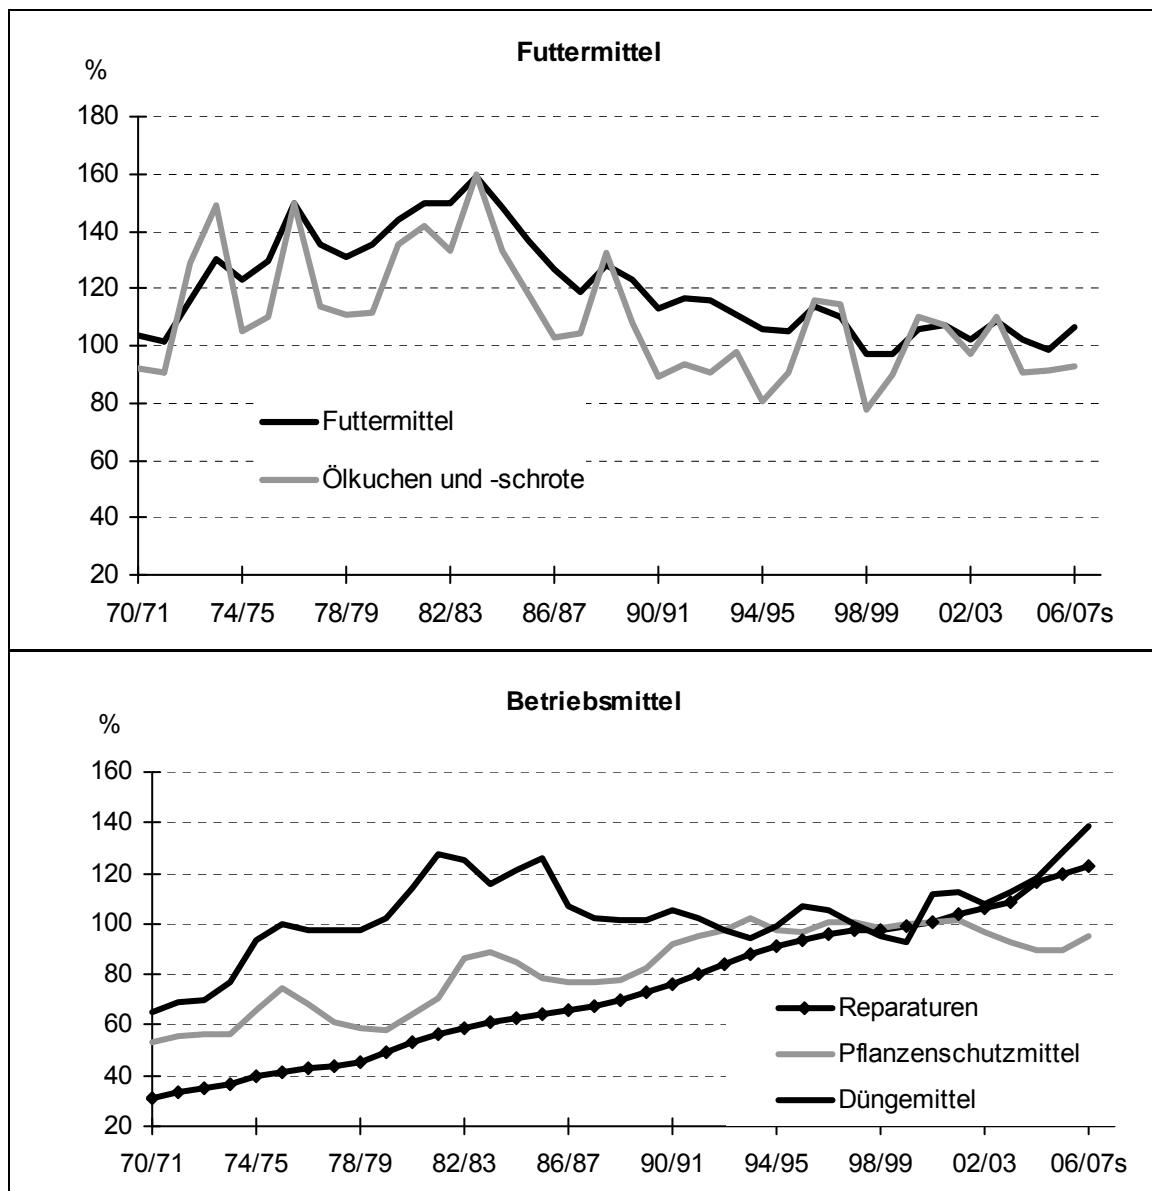 Futtermittel
%
180
160
140
120
100
80
60
40
20
Futtermittel
Ölkuchen und -schrote
70/71 74/75 78/79 82/83 86/87 90/91 94/95 98/99 02/03 06/07s
Betriebsmittel
%
160
140
120
100
80
60
40
20
Reparaturen
Pflanzenschutzmittel
Düngemittel
70/71 74/75 78/79 82/83 86/87 90/91 94/95 98/99 02/03 06/07s